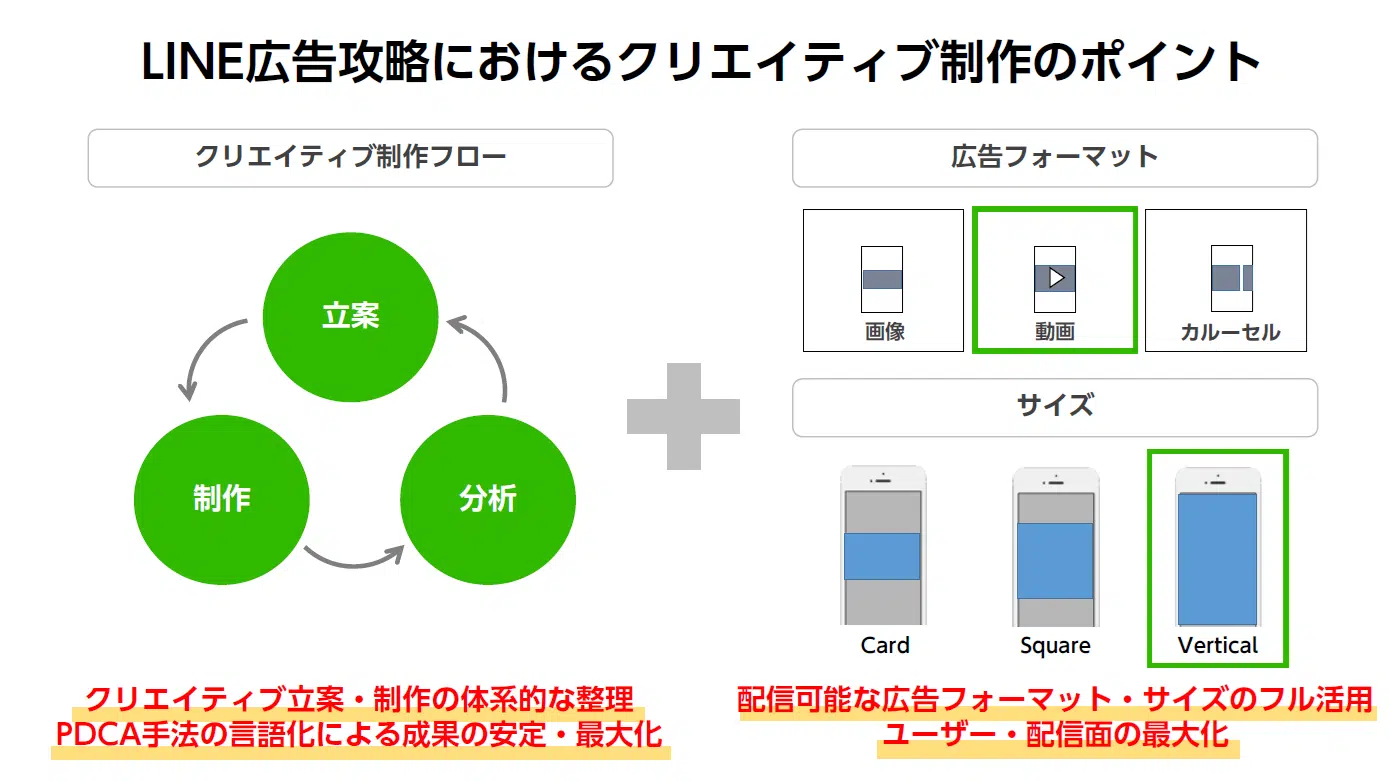 LINE広告攻略におけるクリエイティブ制作のポイント
クリエイティブ制作フロー
立案
制作
分析
クリエイティブ立案・制作の体系的な整理
PDCA手法の言語化による成果の安定・最大化
広告フォーマット
画像
動画
カルーセル
サイズ
Card
Square
Vertical
配信可能な広告フォーマット・サイズのフル活用
ユーザー・配信面の最大化